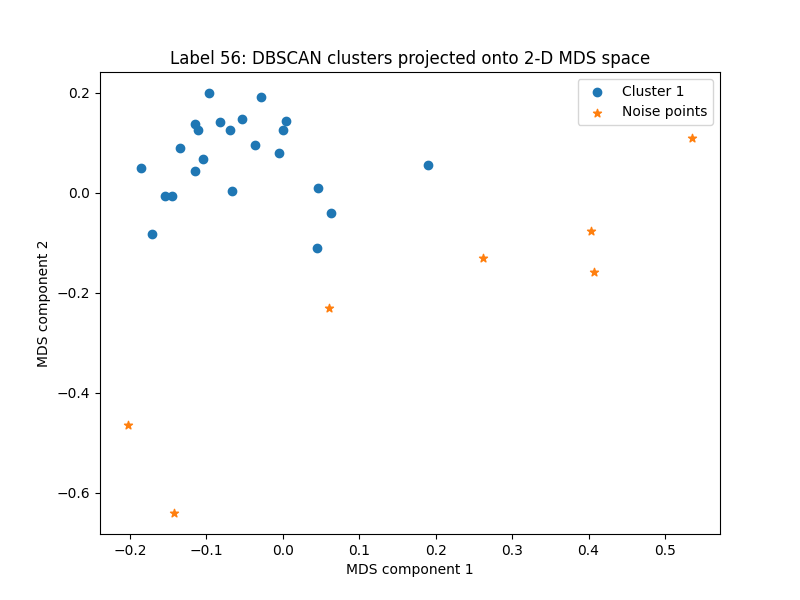 Label 56: DBSCAN clusters projected onto 2-D MDS space
Cluster 1
Noise points
0.2
0.0
−0.2
−0.4
−0.6
MDS component 2
−0.2 −0.1 0.0 0.1 0.2 0.3 0.4 0.5
MDS component 1